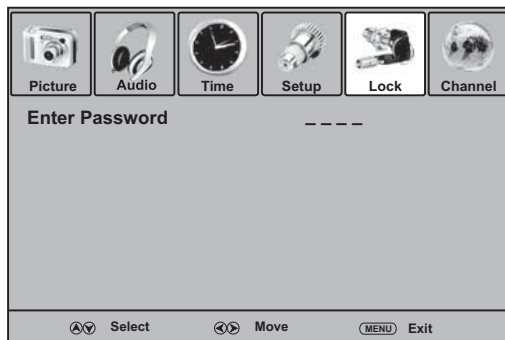 Picture Audio Time Setup Lock Channel
Enter Password _ _ _ _
Select Move MENU Exit